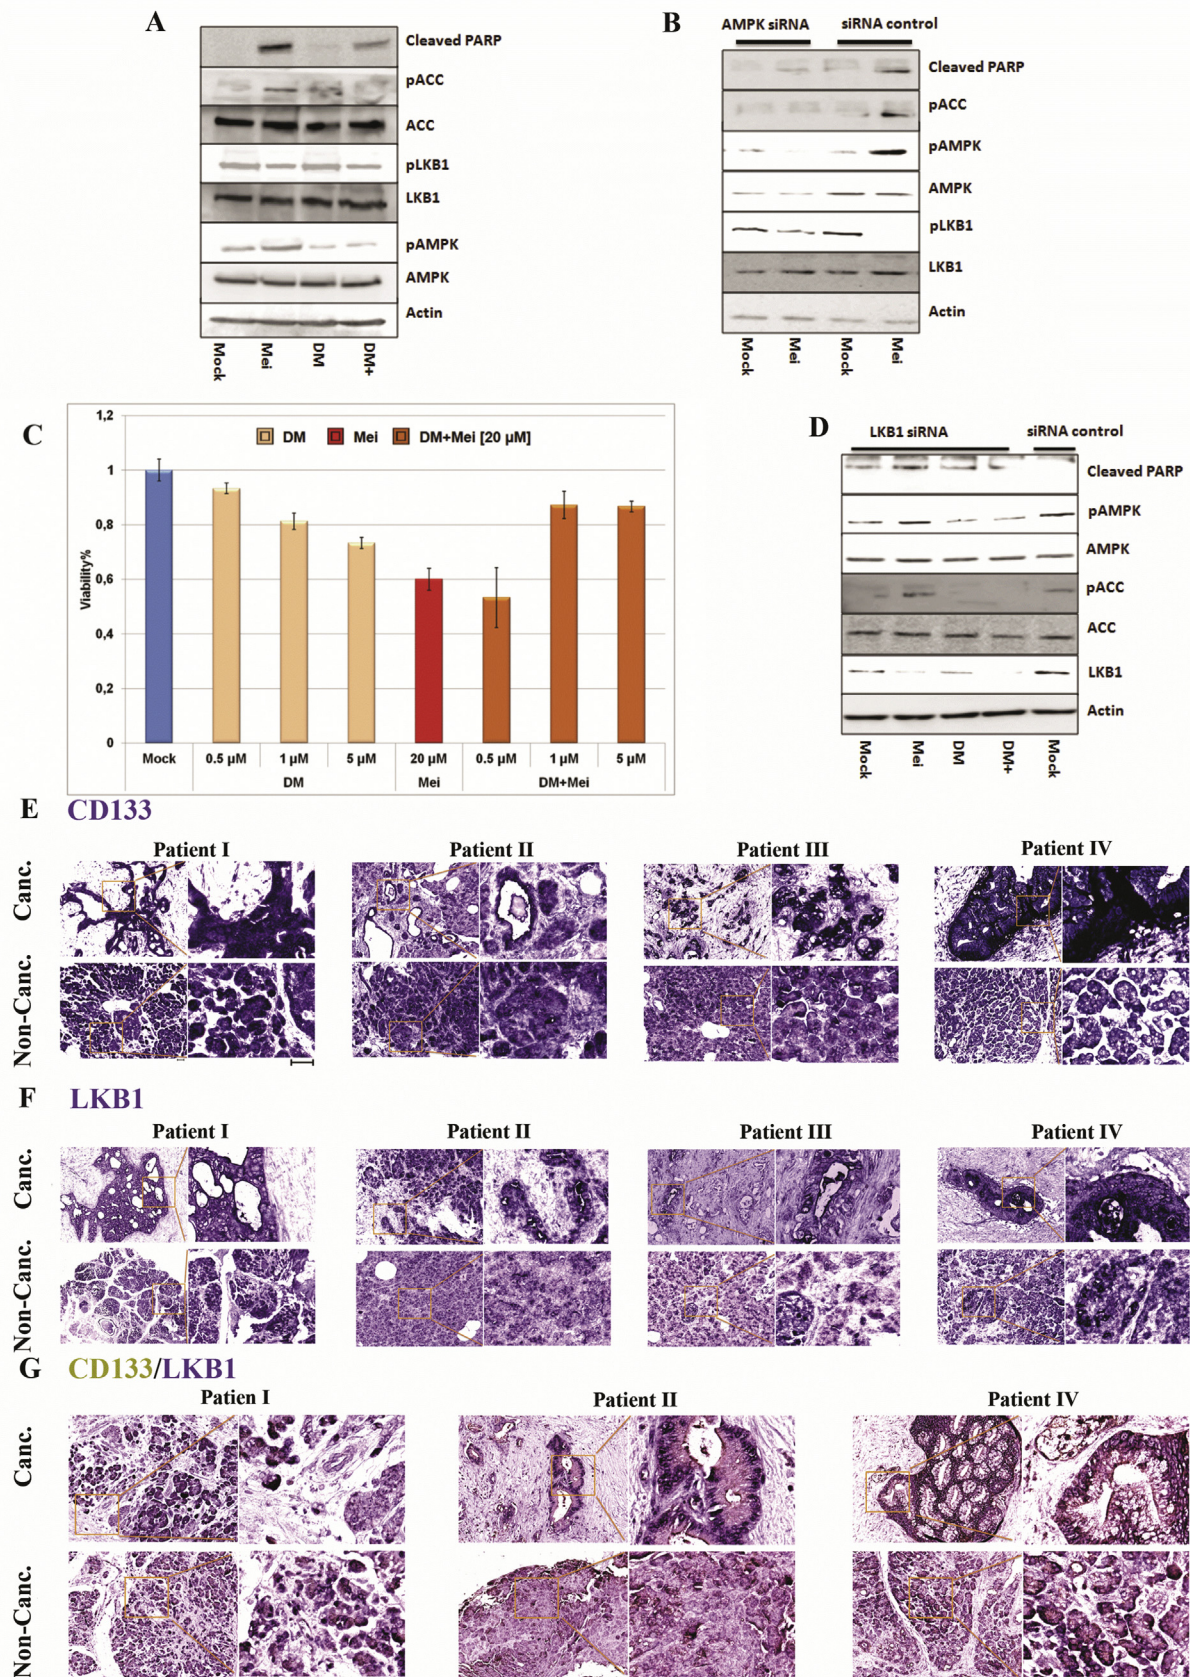 A
Cleaved PARP
pACC
ACC
pLKB1
LKB1
pAMPK
AMPK
Actin
Mock
Mei
DM
DM+
B
AMPK siRNA
siRNA control
Cleaved PARP
pACC
pAMPK
AMPK
pLKB1
LKB1
Actin
Mock
Mei
Mock
Mei
C
1,2
1
0,8
0,6
0,4
0,2
0
Viability%
DM
Mei
DM+Mei [20 µM]
Mock
0.5 µM
1 µM
5 µM
20 µM
0.5 µM
1 µM
5 µM
DM
Mei
DM+Mei
D
LKB1 siRNA
siRNA control
Cleaved PARP
pAMPK
AMPK
pACC
ACC
LKB1
Actin
Mock
Mei
DM
DM+
Mock
E CD133
Patient I
Patient II
Patient III
Patient IV
Canc.
Non-Canc.
F LKB1
Patient I
Patient II
Patient III
Patient IV
Canc.
Non-Canc.
G CD133/LKB1
Patien I
Patient II
Patient IV
Canc.
Non-Canc.